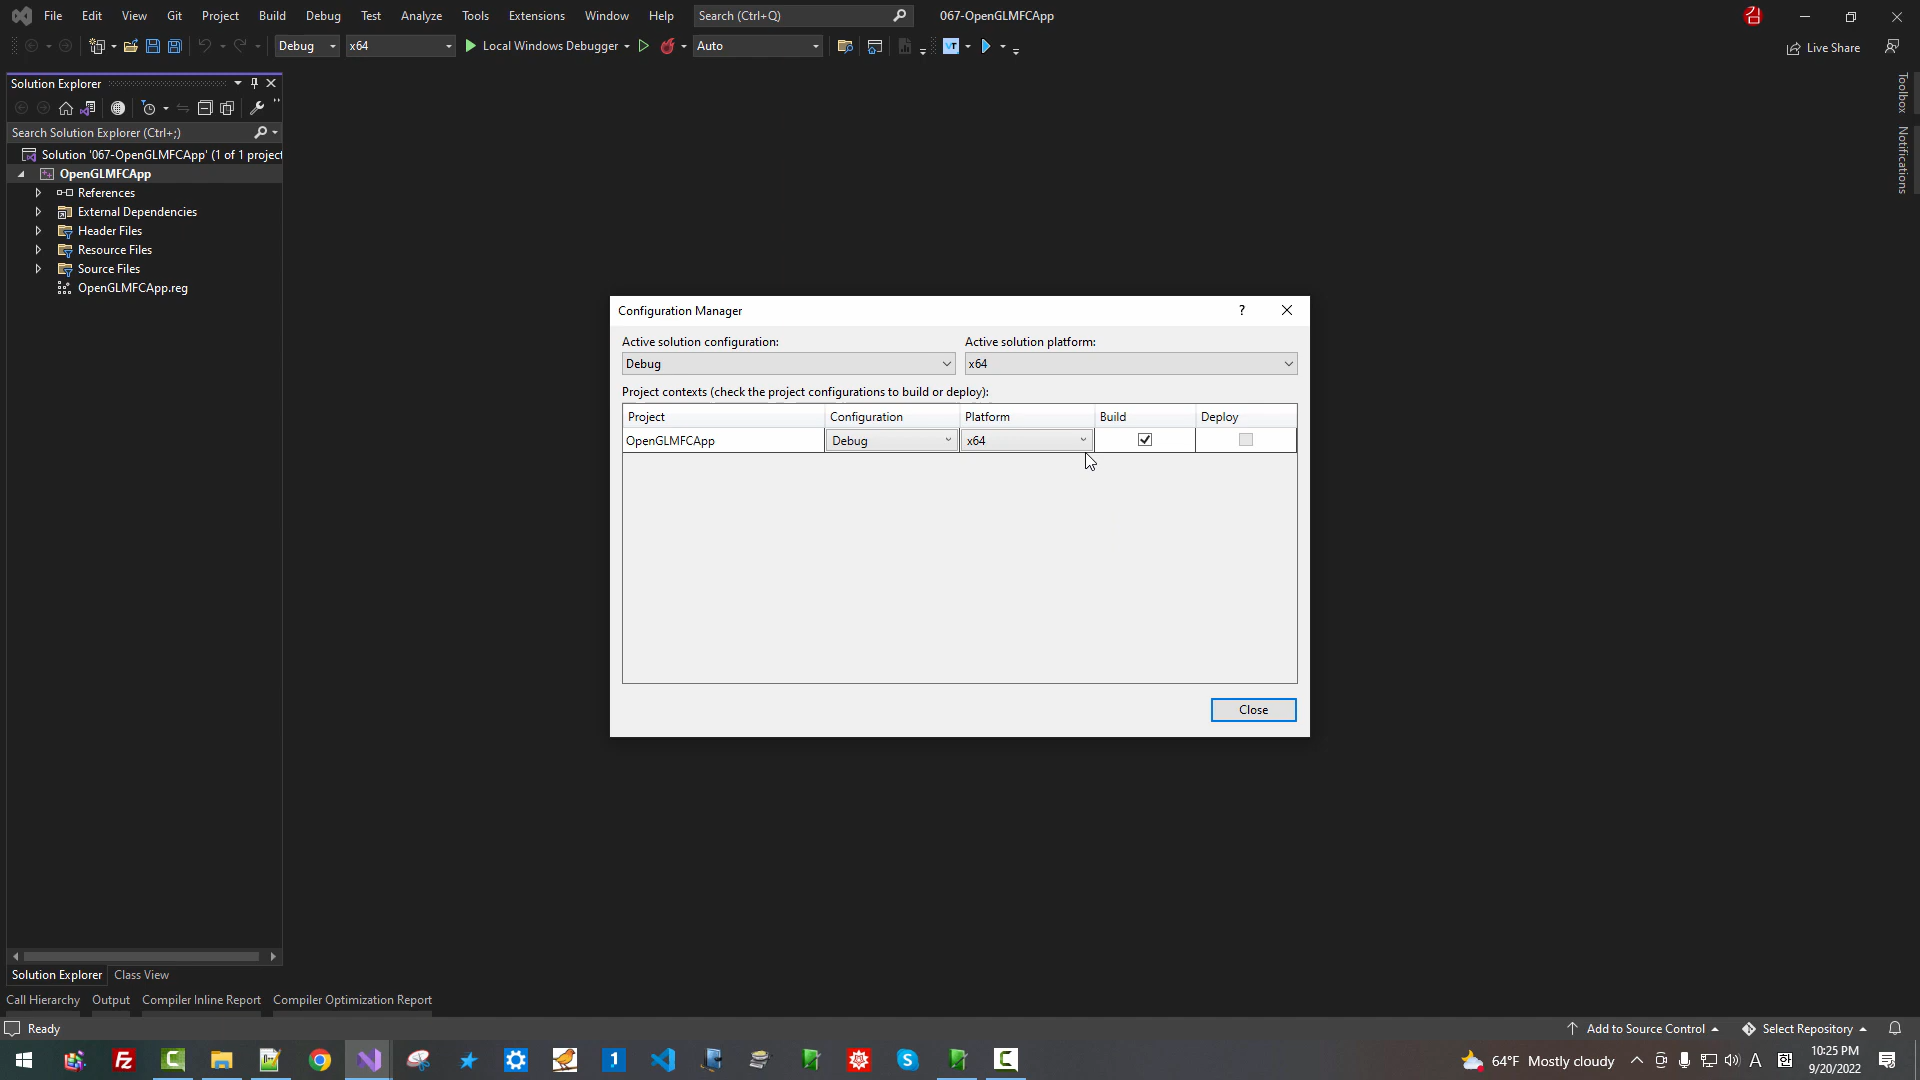 File Edit View Git Project Build Debug Test Analyze Tools Extensions Window Help Search (Ctrl+Q) 067-OpenGLMFCApp 김
Debug x64 Local Windows Debugger Auto VT Live Share
Solution Explorer
Search Solution Explorer (Ctrl+;)
Solution '067-OpenGLMFCApp' (1 of 1 project
OpenGLMFCApp
References
External Dependencies
Header Files
Resource Files
Source Files
OpenGLMFCApp.reg
Toolbox
Notifications
Configuration Manager ?
Active solution configuration: Active solution platform:
Debug x64
Project contexts (check the project configurations to build or deploy):
Project Configuration Platform Build Deploy
OpenGLMFCApp Debug x64
Close
Solution Explorer Class View
Call Hierarchy Output Compiler Inline Report Compiler Optimization Report
Ready Add to Source Control Select Repository
64°F Mostly cloudy A 한 10:25 PM
9/20/2022